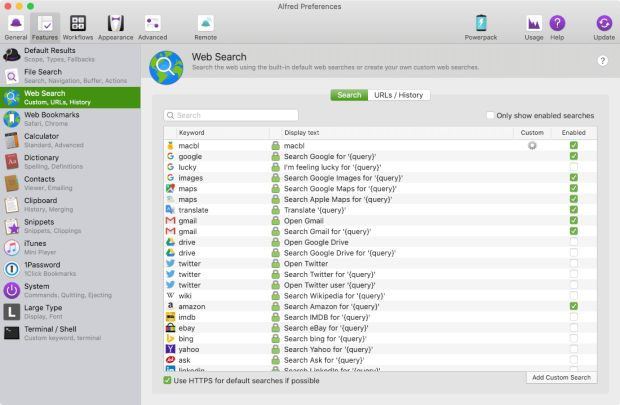 Alfred Preferences
General
Features
Workflows
Appearance
Advanced
Remote
Powerpack
Usage
Help
Update
Default Results
Scope, Types, Fallbacks
File Search
Search, Navigation, Buffer, Actions
Web Search
Custom, URLs, History
Web Bookmarks
Safari, Chrome
Calculator
Standard, Advanced
Dictionary
Spelling, Definitions
Contacts
Viewer, Emailing
Clipboard
History, Merging
Snippets
Snippets, Clippings
iTunes
Mini Player
1Password
1Click Bookmarks
System
Commands, Quitting, Ejecting
Large Type
Display, Font
Terminal / Shell
Custom keyword, terminal
Web Search
Search the web using the built-in default web searches or create your own custom web searches.
?
Search URLs / History
Search
Only show enabled searches
Keyword Display text Custom Enabled
macbl macbl
google Search Google for '{query}'
lucky I'm feeling lucky for '{query}'
images Search Google Images for '{query}'
maps Search Google Maps for '{query}'
maps Search Apple Maps for '{query}'
translate Translate '{query}'
gmail Open Gmail
gmail Search Gmail for '{query}'
drive Open Google Drive
drive Search Google Drive for '{query}'
twitter Open Twitter
twitter Search Twitter for '{query}'
twitter Open Twitter user '{query}'
W wiki Search Wikipedia for '{query}'
amazon Search Amazon for '{query}'
imdb Search IMDB for '{query}'
ebay Search eBay for '{query}'
bing Search bing for '{query}'
yahoo Search Yahoo for '{query}'
ask Search Ask for '{query}'
linkedin Search LinkedIn for '{query}'
Use HTTPS for default searches if possible
Add Custom Search